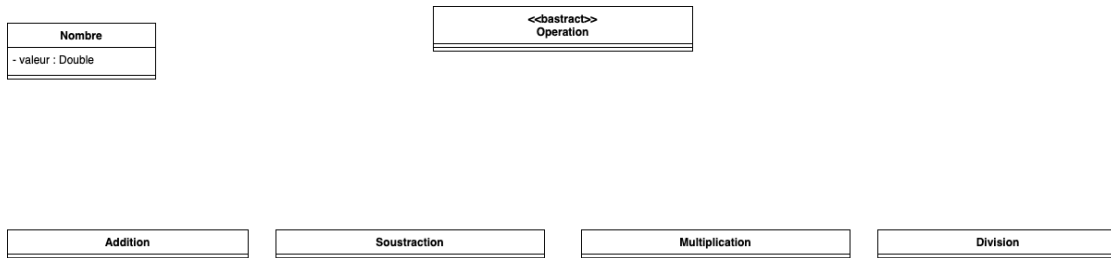 Nombre
- valeur : Double
<<bastract>>
Operation
Addition
Soustraction
Multiplication
Division